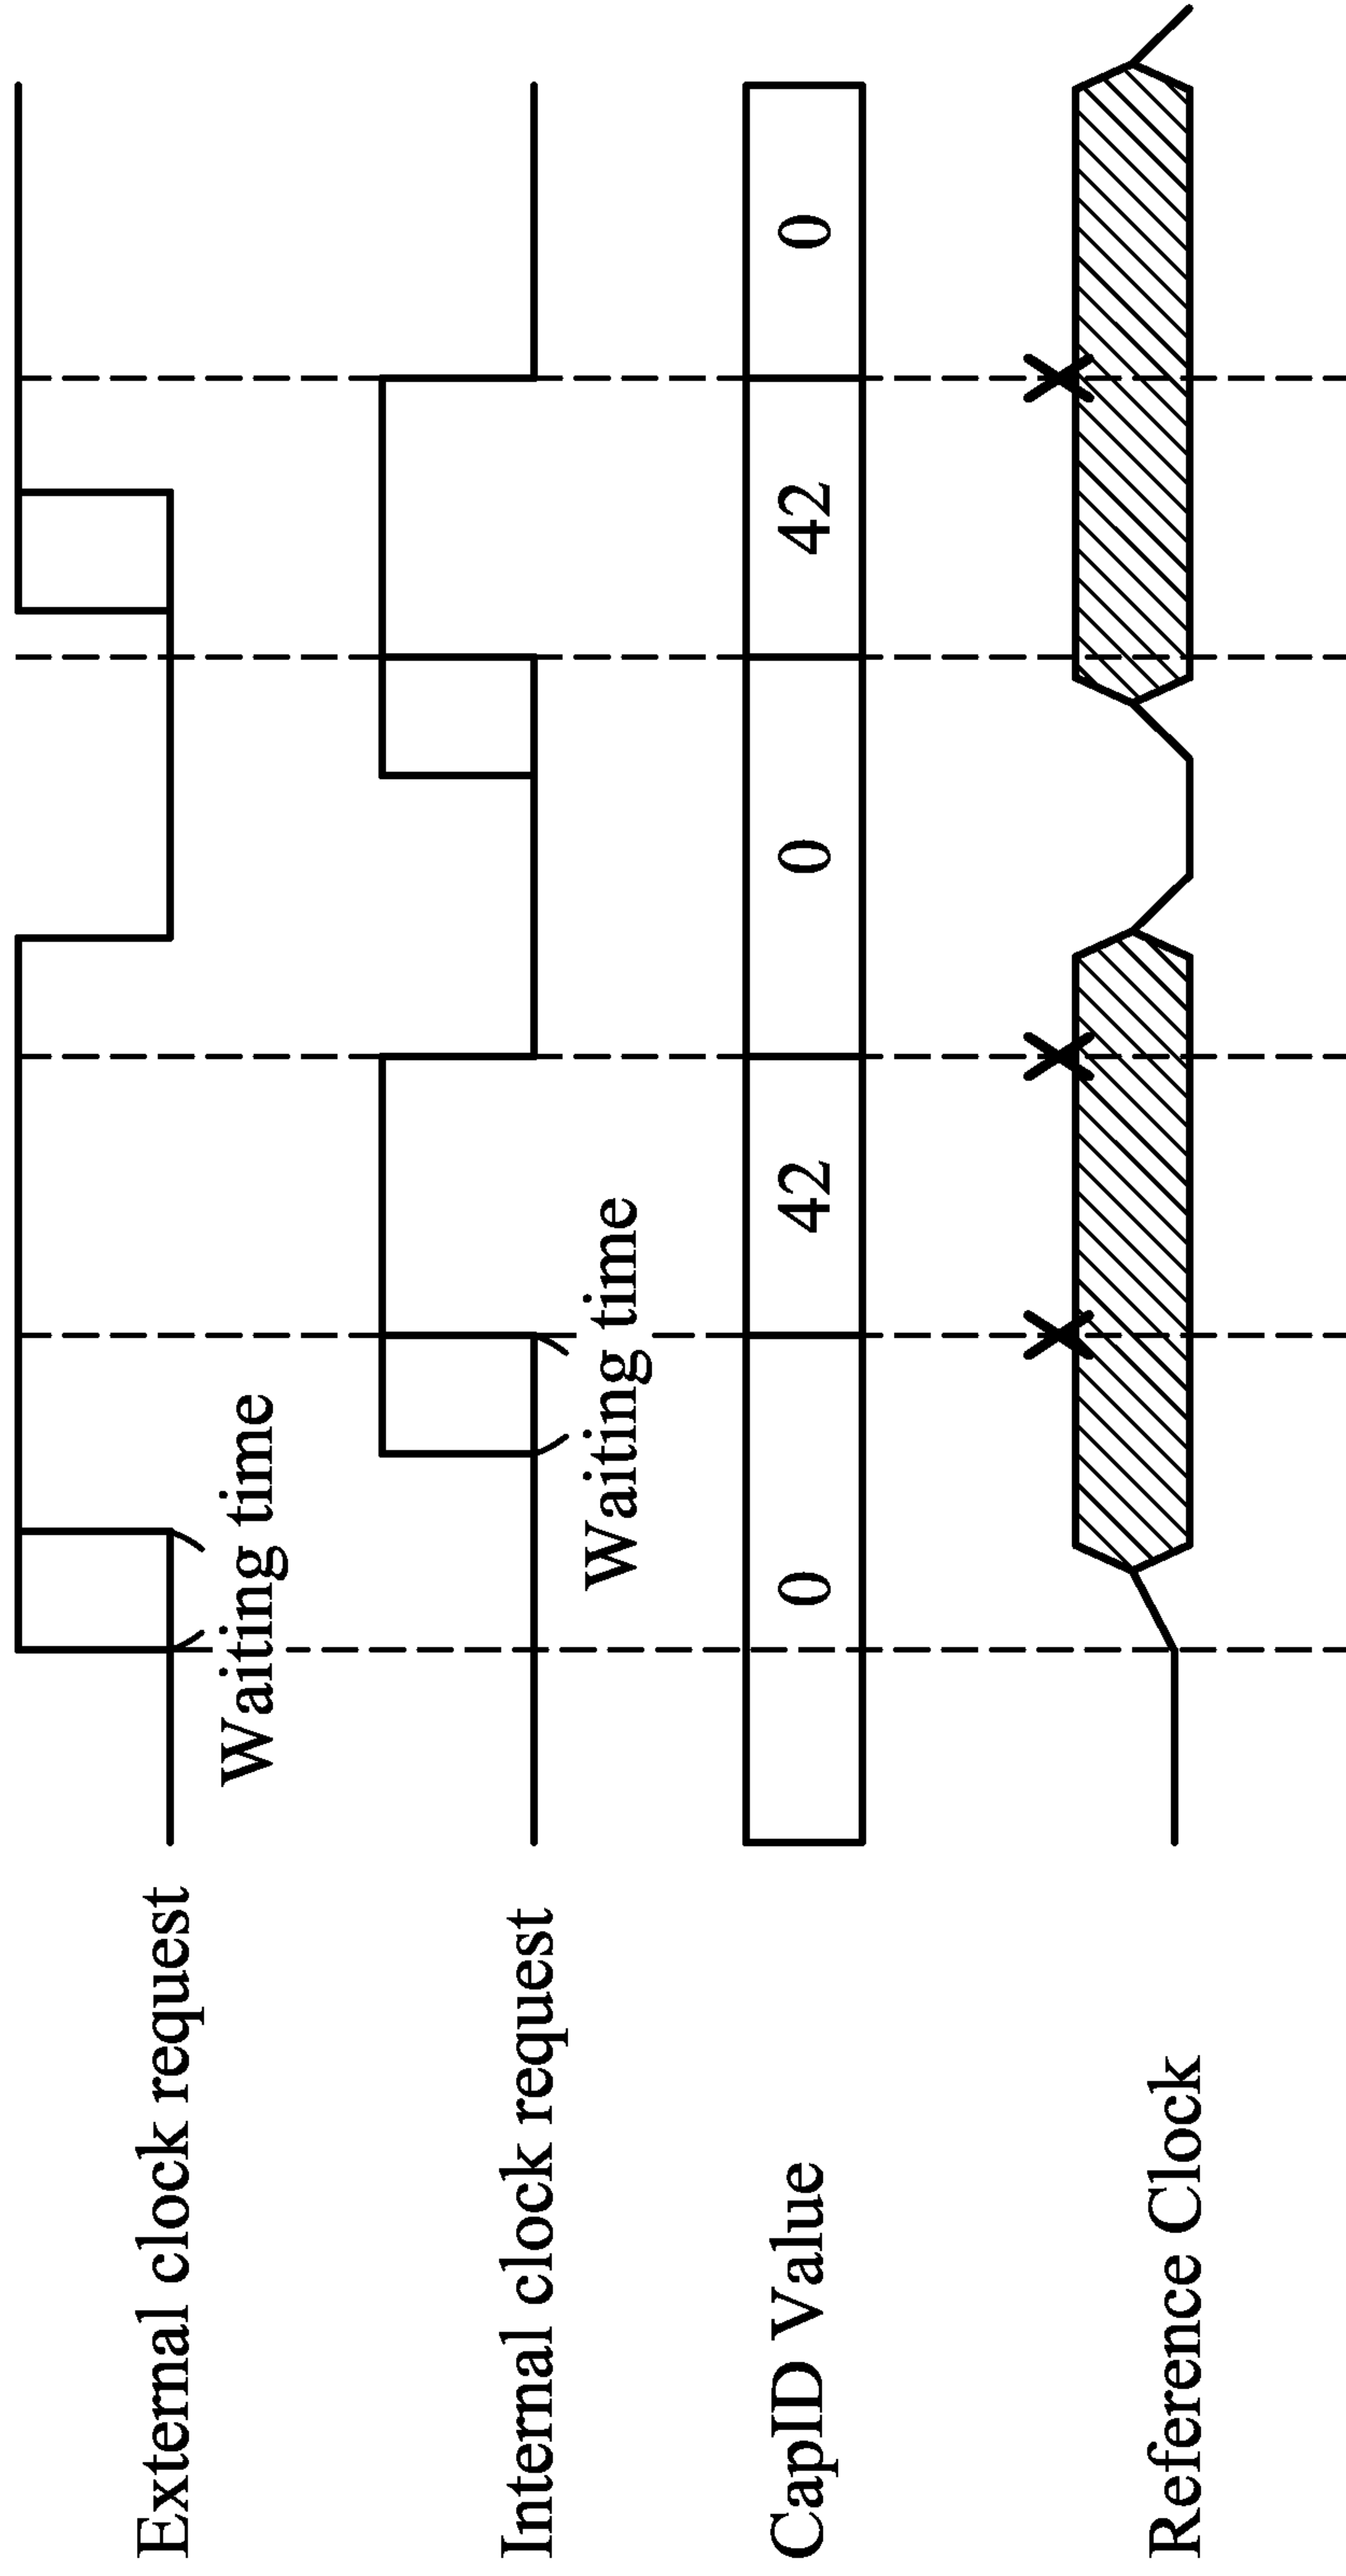 External clock request
Waiting time
Internal clock request
Waiting time
CapID Value
0
42
0
42
0
Reference Clock